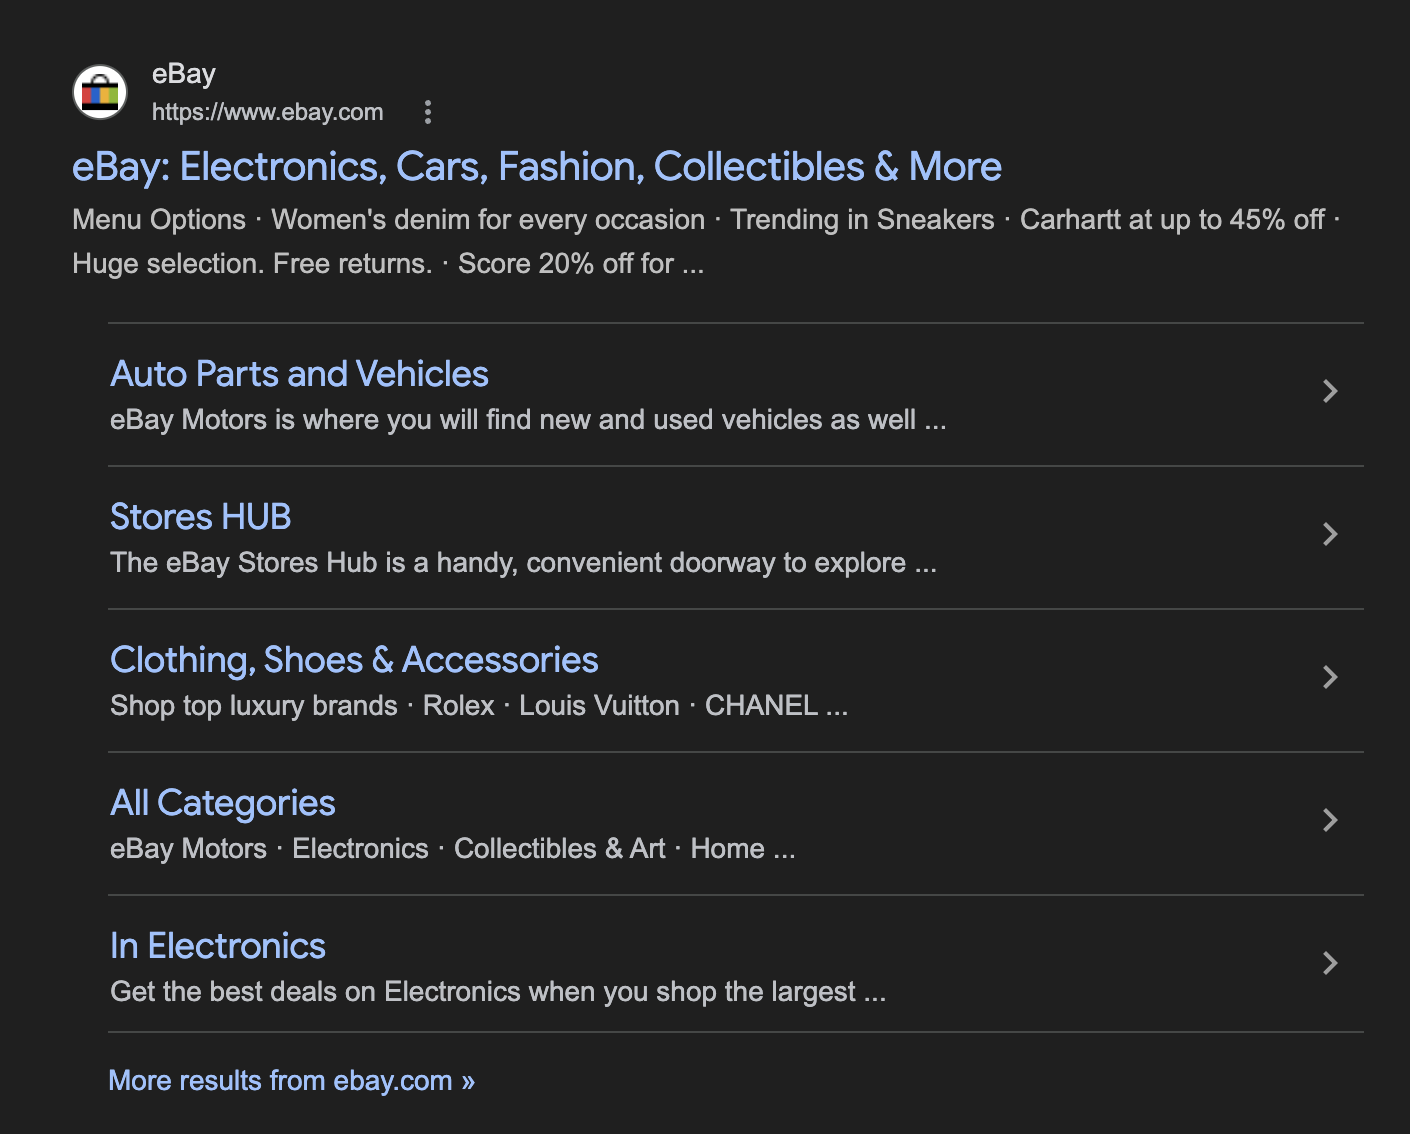 eBay
https://www.ebay.com
eBay: Electronics, Cars, Fashion, Collectibles & More
Menu Options · Women's denim for every occasion · Trending in Sneakers · Carhartt at up to 45% off ·
Huge selection. Free returns. · Score 20% off for ...
Auto Parts and Vehicles
eBay Motors is where you will find new and used vehicles as well ...
Stores HUB
The eBay Stores Hub is a handy, convenient doorway to explore ...
Clothing, Shoes & Accessories
Shop top luxury brands · Rolex · Louis Vuitton · CHANEL ...
All Categories
eBay Motors · Electronics · Collectibles & Art · Home ...
In Electronics
Get the best deals on Electronics when you shop the largest ...
More results from ebay.com »